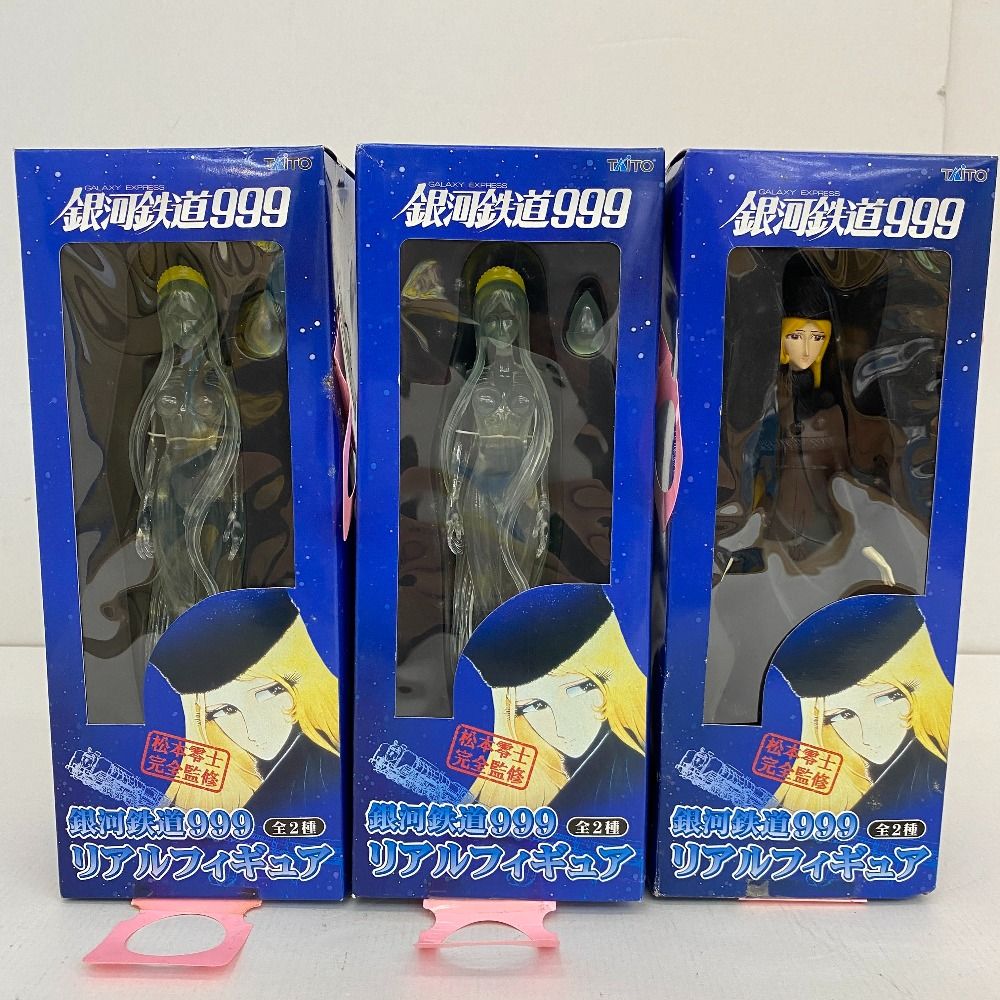 TAITO
GALAXY EXPRESS
銀河鉄道999
松本零士
完全監修
銀河鉄道999 全2種
リアルフィギュア
TAITO
GALAXY EXPRESS
銀河鉄道999
松本零士
完全監修
銀河鉄道999 全2種
リアルフィギュア
TAITO
GALAXY EXPRESS
銀河鉄道999
松本零士
完全監修
銀河鉄道999 全2種
リアルフィギュア